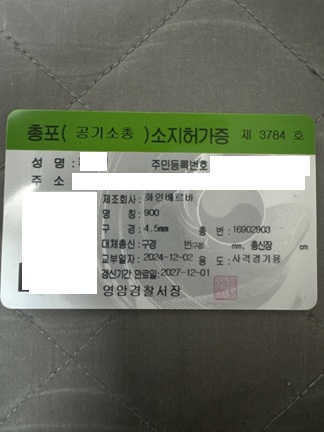 총포( 공기소총 )소지허가증 제 3784 호
성 명 : 주민등록번호
주 소
제조회사 : 화인베르바
명 칭 : 900
구 경 : 4.5mm 총 번 : 16902903
대체총신 : 구경 번(구경) mm, 총신장 cm
교부일자 : 2024-12-02 용 도 : 사격경기용
갱신기간 만료일: 2027-12-01
영암경찰서장